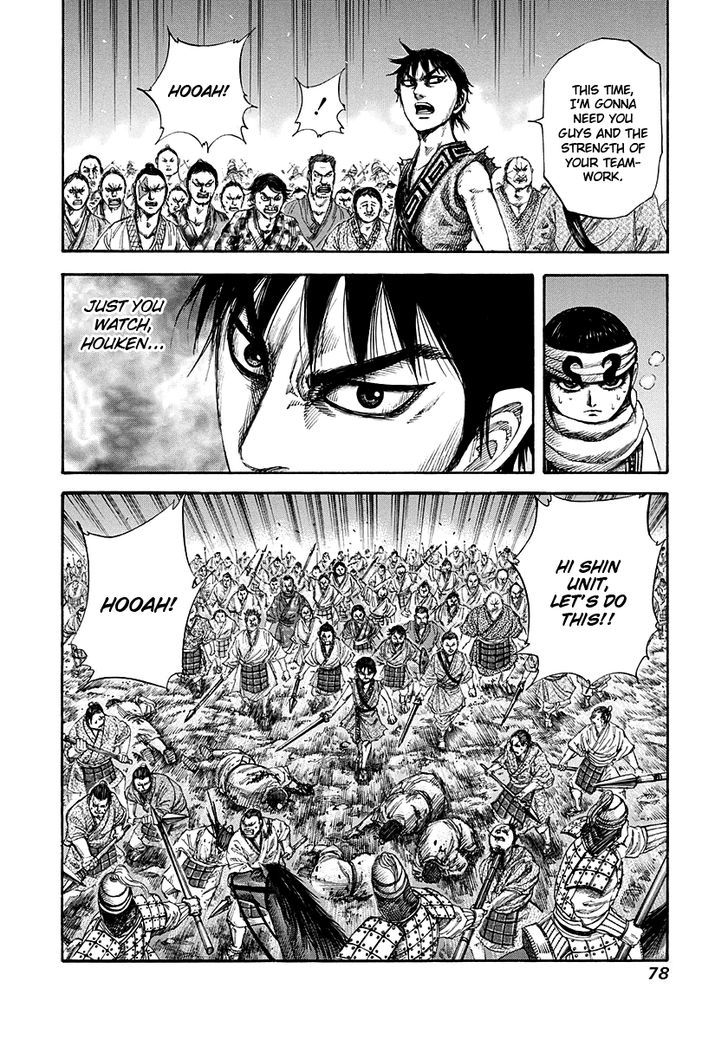 THIS TIME,
I'M GONNA
NEED YOU
GUYS AND THE
STRENGTH OF
YOUR TEAM-
WORK.
!
HOOAH!
JUST YOU
WATCH,
HOUKEN...
HI SHIN
UNIT,
LET'S DO
THIS!!
HOOAH!
78